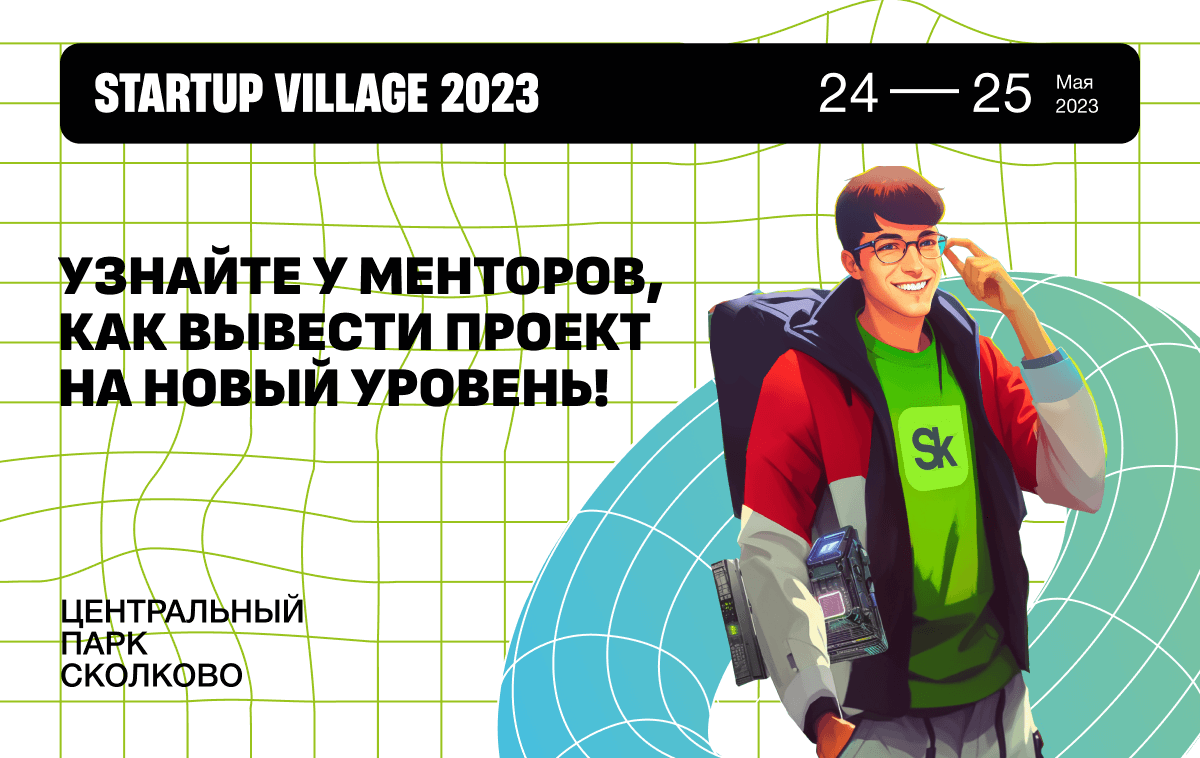 STARTUP VILLAGE 2023
24 — 25 Мая 2023
УЗНАЙТЕ У МЕНТОРОВ,
КАК ВЫВЕСТИ ПРОЕКТ
НА НОВЫЙ УРОВЕНЬ!
Sk
ЦЕНТРАЛЬНЫЙ
ПАРК
СКОЛКОВО